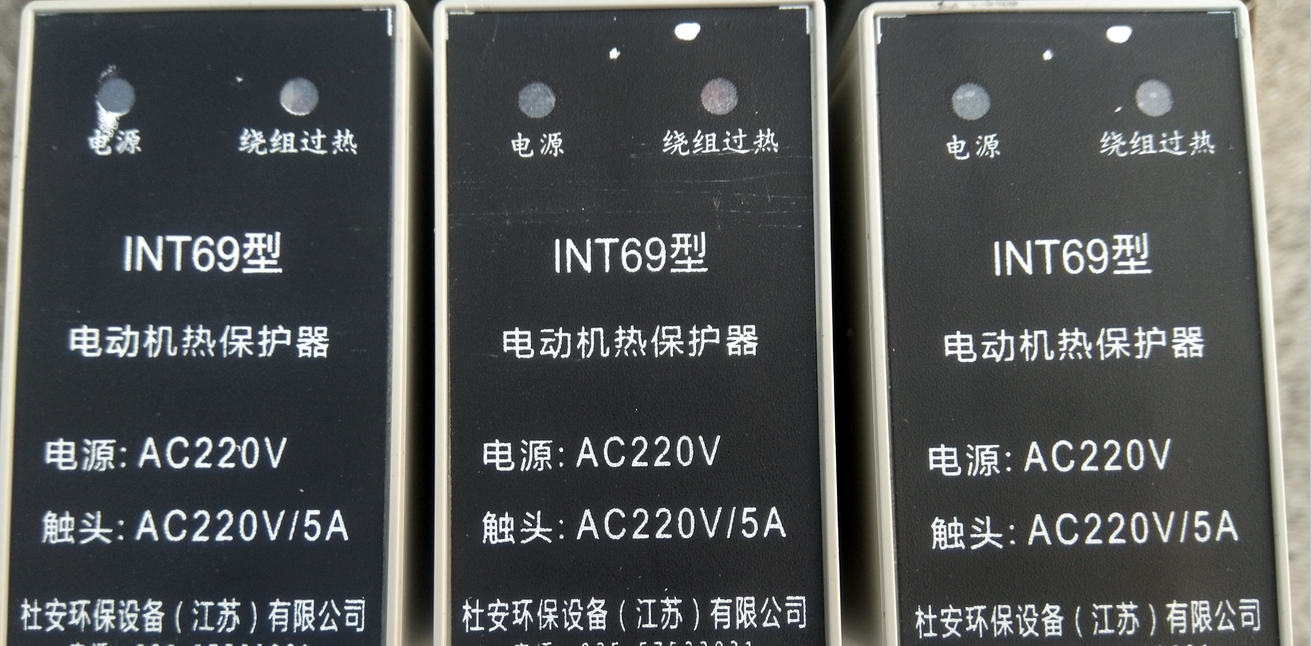 电源 绕组过热
INT69型
电动机热保护器
电源: AC220V
触头: AC220V/5A
杜安环保设备（江苏）有限公司
电源 绕组过热
INT69型
电动机热保护器
电源: AC220V
触头: AC220V/5A
杜安环保设备（江苏）有限公司
电源 绕组过热
INT69型
电动机热保护器
电源: AC220V
触头: AC220V/5A
杜安环保设备（江苏）有限公司